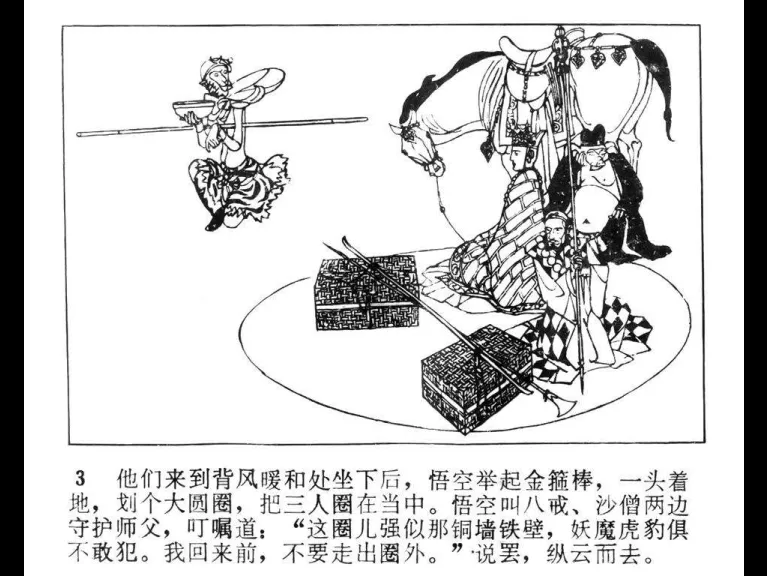 3 他们来到背风暖和处坐下后，悟空举起金箍棒，一头着
地，划个大圆圈，把三人圈在当中。悟空叫八戒、沙僧两边
守护师父，叮嘱道：“这圈儿强似那铜墙铁壁，妖魔虎豹俱
不敢犯。我回来前，不要走出圈外。”说罢，纵云而去。